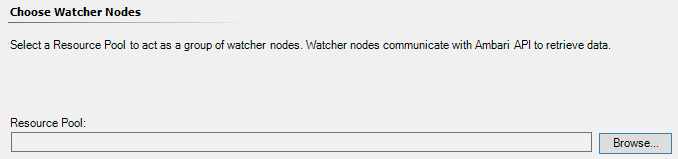 Choose Watcher Nodes
Select a Resource Pool to act as a group of watcher nodes. Watcher nodes communicate with Ambari API to retrieve data.
Resource Pool:
Browse...